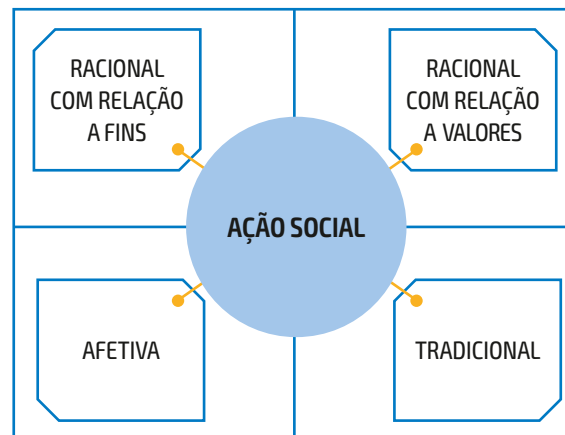 RACIONAL
COM RELAÇÃO
A FINS
RACIONAL
COM RELAÇÃO
A VALORES
AÇÃO SOCIAL
AFETIVA
TRADICIONAL